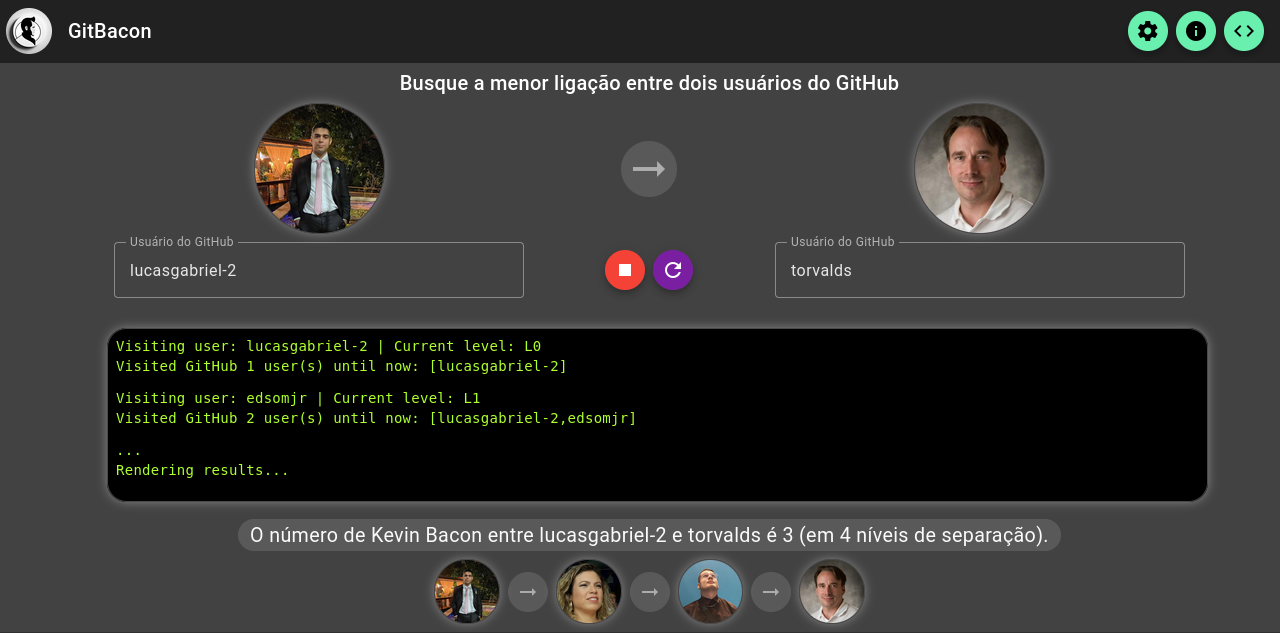 GitBacon
Busque a menor ligação entre dois usuários do GitHub
Usuário do GitHub
lucasgabriel-2
Usuário do GitHub
torvalds
Visiting user: lucasgabriel-2 | Current level: L0
Visited GitHub 1 user(s) until now: [lucasgabriel-2]
Visiting user: edsomjr | Current level: L1
Visited GitHub 2 user(s) until now: [lucasgabriel-2,edsomjr]
...
Rendering results...
O número de Kevin Bacon entre lucasgabriel-2 e torvalds é 3 (em 4 níveis de separação).